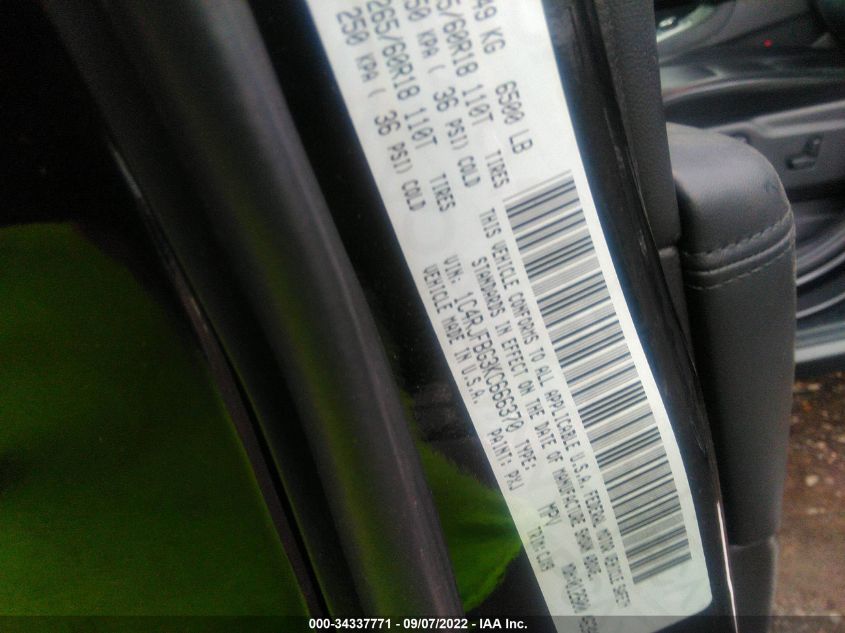 49 KG 6500 LB
5/60R18 110T TIRES
50 KPA ( 36 PSI) COLD
265/60R18 110T TIRES
250 KPA ( 36 PSI) COLD
THIS VEHICLE CONFORMS TO ALL APPLICABLE U.S.A. FEDERAL MOTOR VEHICLE SAFETY
STANDARDS IN EFFECT ON THE DATE OF MANUFACTURE SHOWN ABOVE.
VIN: 1C4RJFBG3KC666370 TYPE: MPV
VEHICLE MADE IN U.S.A. PAINT: PXJ TRIM:
000-34337771 - 09/07/2022 - IAA Inc.